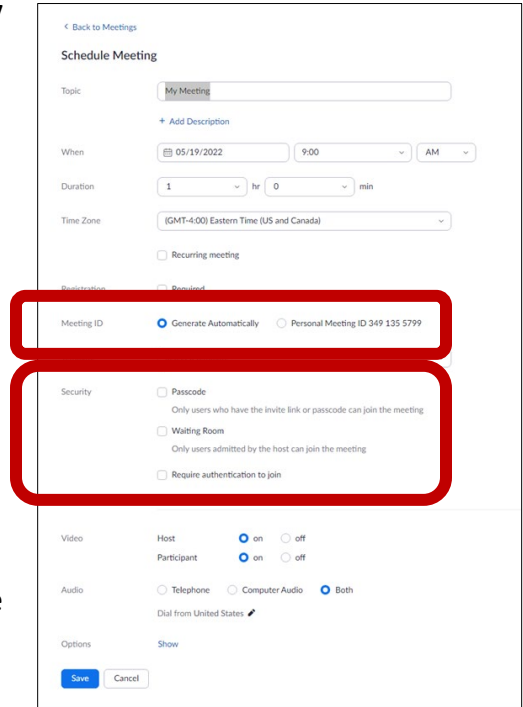 y
< Back to Meetings
Schedule Meeting
Topic My Meeting
+ Add Description
When 05/19/2022 9:00 AM
Duration 1 hr 0 min
Time Zone (GMT-4:00) Eastern Time (US and Canada)
Recurring meeting
Registration Required
Meeting ID Generate Automatically Personal Meeting ID 349 135 5799
Security Passcode
Only users who have the invite link or passcode can join the meeting
Waiting Room
Only users admitted by the host can join the meeting
Require authentication to join
Video Host on off
Participant on off
Audio Telephone Computer Audio Both
e
Dial from United States
Options Show
Save Cancel